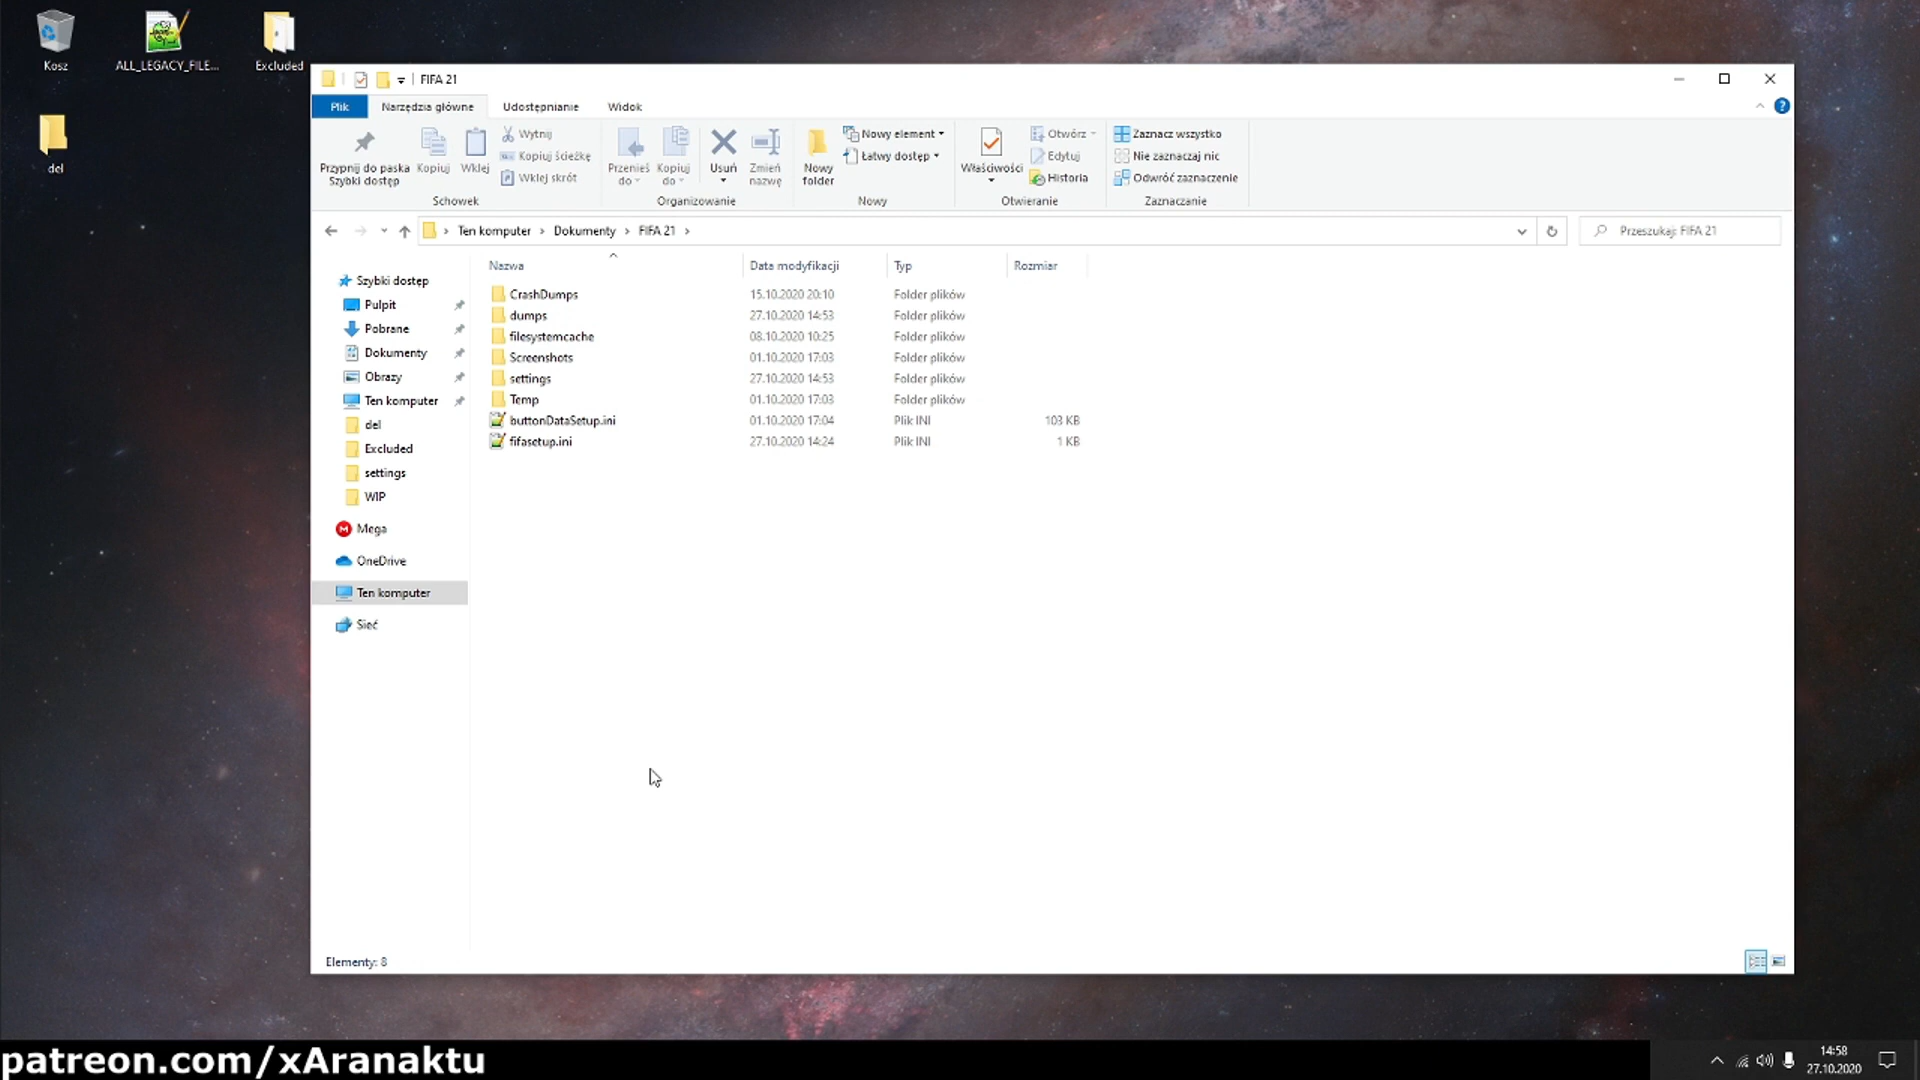 Kosz
ALL_LEGACY_FILE...
Excluded
del
FIFA 21
Plik
Narzędzia główne
Udostępnianie
Widok
Przypnij do paska Szybki dostęp
Kopiuj
Wklej
Wytnij
Kopiuj ścieżkę
Wklej skrót
Schowek
Przenieś do
Kopiuj do
Usuń
Zmień nazwę
Organizowanie
Nowy folder
Nowy element
Łatwy dostęp
Nowy
Właściwości
Otwórz
Edytuj
Historia
Otwieranie
Zaznacz wszystko
Nie zaznaczaj nic
Odwróć zaznaczenie
Zaznaczanie
Ten komputer > Dokumenty > FIFA 21 >
Przeszukaj: FIFA 21
Szybki dostęp
Pulpit
Pobrane
Dokumenty
Obrazy
Ten komputer
del
Excluded
settings
WIP
Mega
OneDrive
Ten komputer
Sieć
Nazwa Data modyfikacji Typ Rozmiar
CrashDumps 15.10.2020 20:10 Folder plików
dumps 27.10.2020 14:53 Folder plików
filesystemcache 08.10.2020 10:25 Folder plików
Screenshots 01.10.2020 17:03 Folder plików
settings 27.10.2020 14:53 Folder plików
Temp 01.10.2020 17:03 Folder plików
buttonDataSetup.ini 01.10.2020 17:04 Plik INI 103 KB
fifasetup.ini 27.10.2020 14:24 Plik INI 1 KB
Elementy: 8
patreon.com/xAranaktu
14:58
27.10.2020